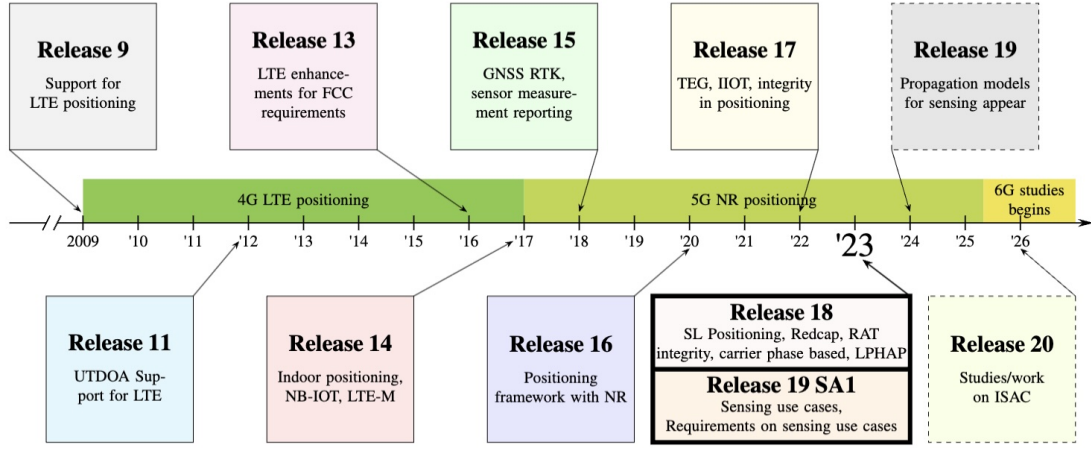 Release 9
Support for
LTE positioning
Release 13
LTE enhance-
ments for FCC
requirements
Release 15
GNSS RTK,
sensor measure-
ment reporting
Release 17
TEG, IIOT, integrity
in positioning
Release 19
Propagation models
for sensing appear
4G LTE positioning
5G NR positioning
6G studies
begins
2009 '10 '11 '12 '13 '14 '15 '16 '17 '18 '19 '20 '21 '22 '23 '24 '25 '26
Release 11
UTDOA Sup-
port for LTE
Release 14
Indoor positioning,
NB-IOT, LTE-M
Release 16
Positioning
framework with NR
Release 18
SL Positioning, Redcap, RAT
integrity, carrier phase based, LPHAP
Release 19 SA1
Sensing use cases,
Requirements on sensing use cases
Release 20
Studies/work
on ISAC